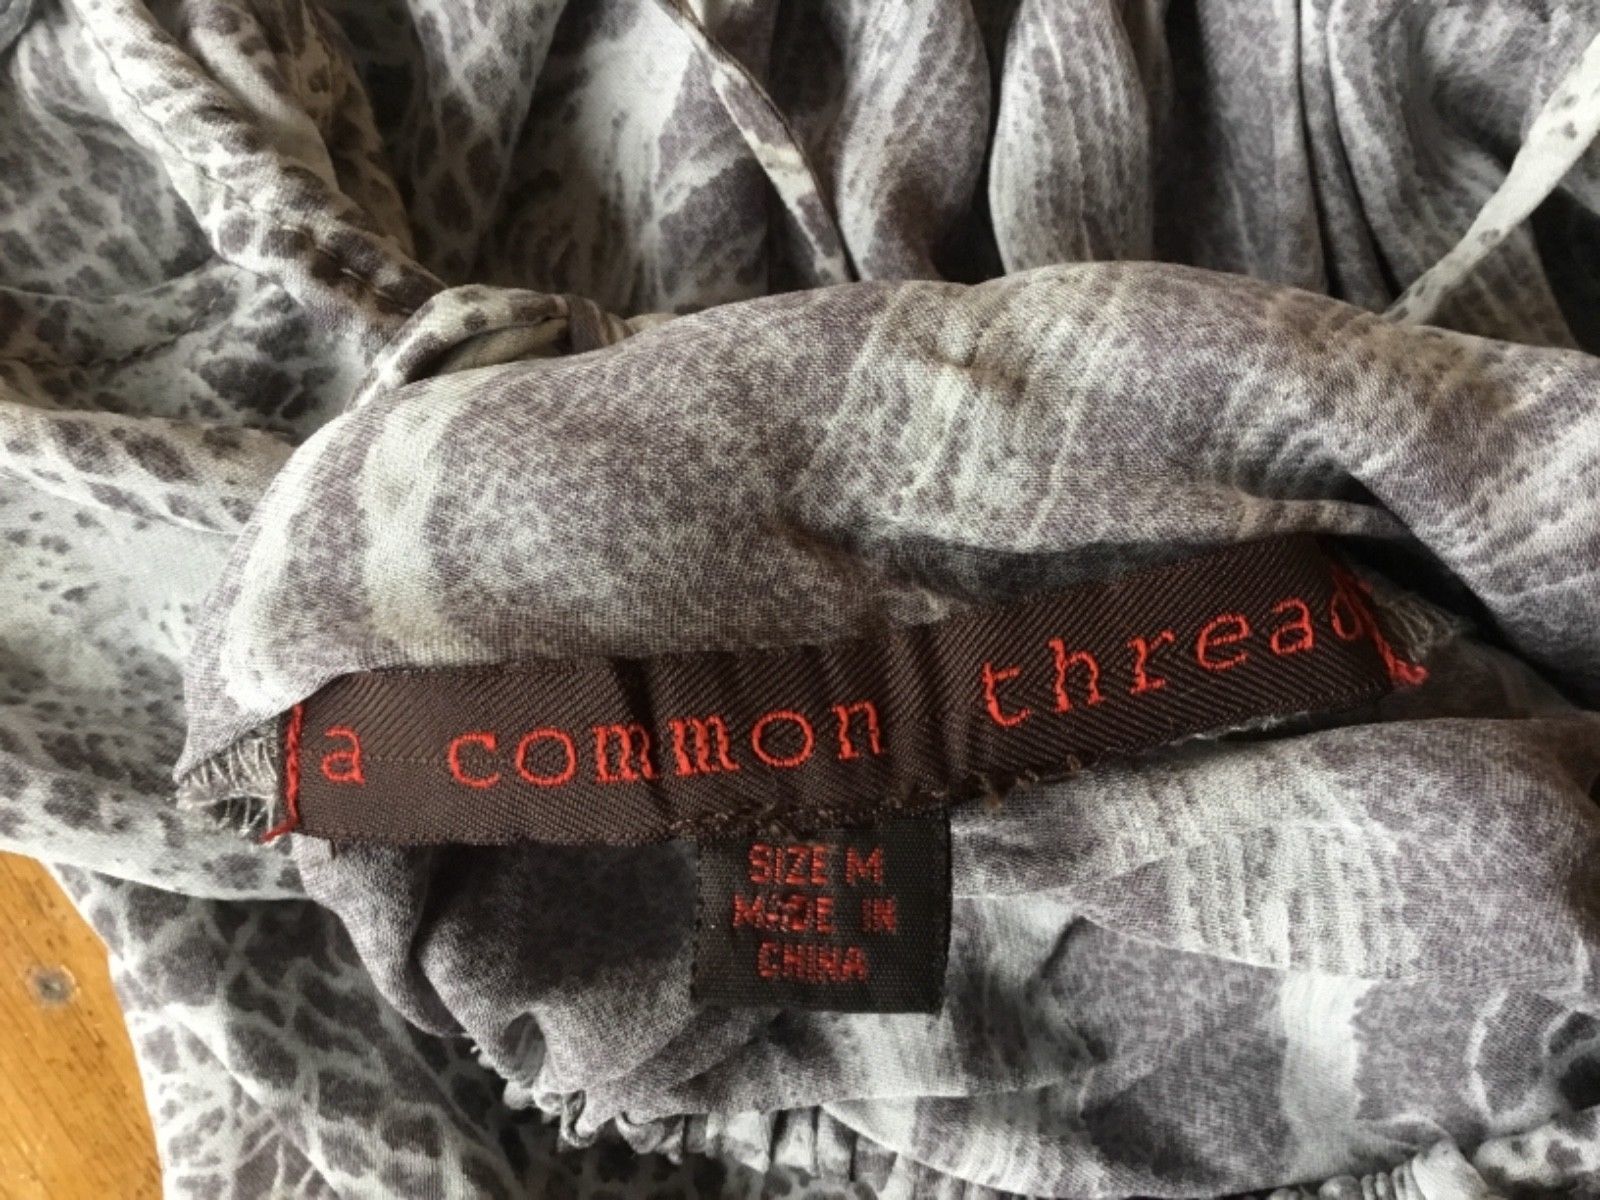 a common thread
SIZE M
MADE IN
CHINA